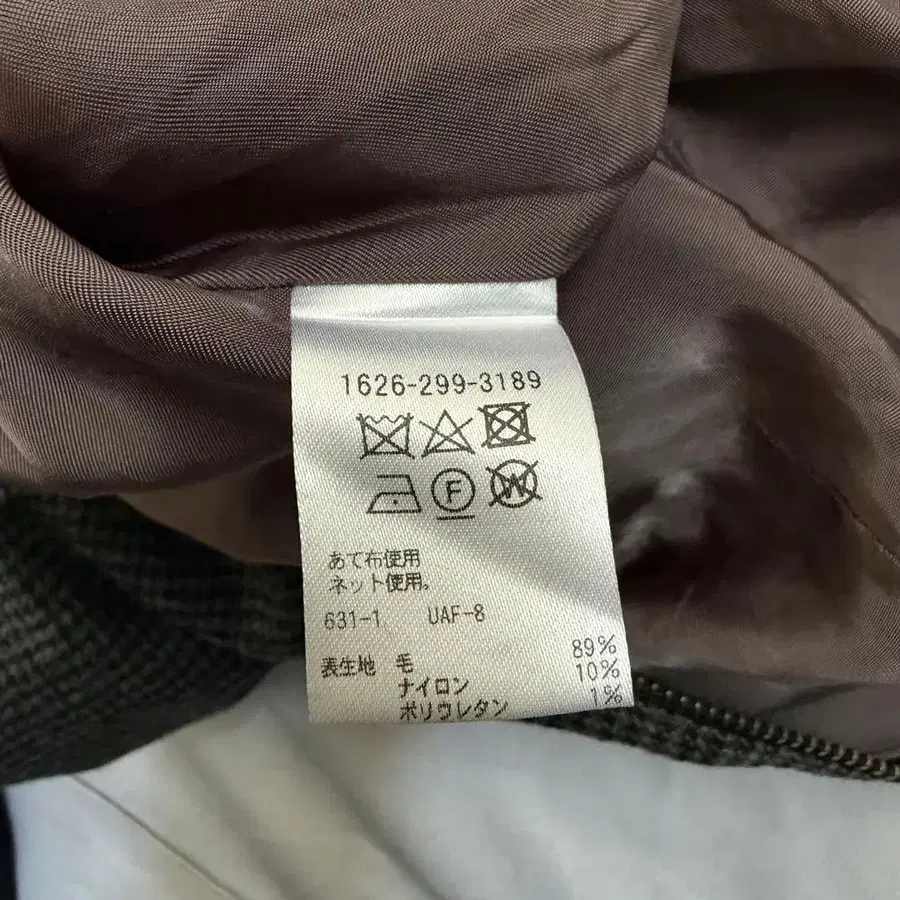 1626-299-3189
F W
あて布使用
ネット使用。
631-1 UAF-8
表生地 毛 89%
ナイロン 10%
ポリウレタン 1%